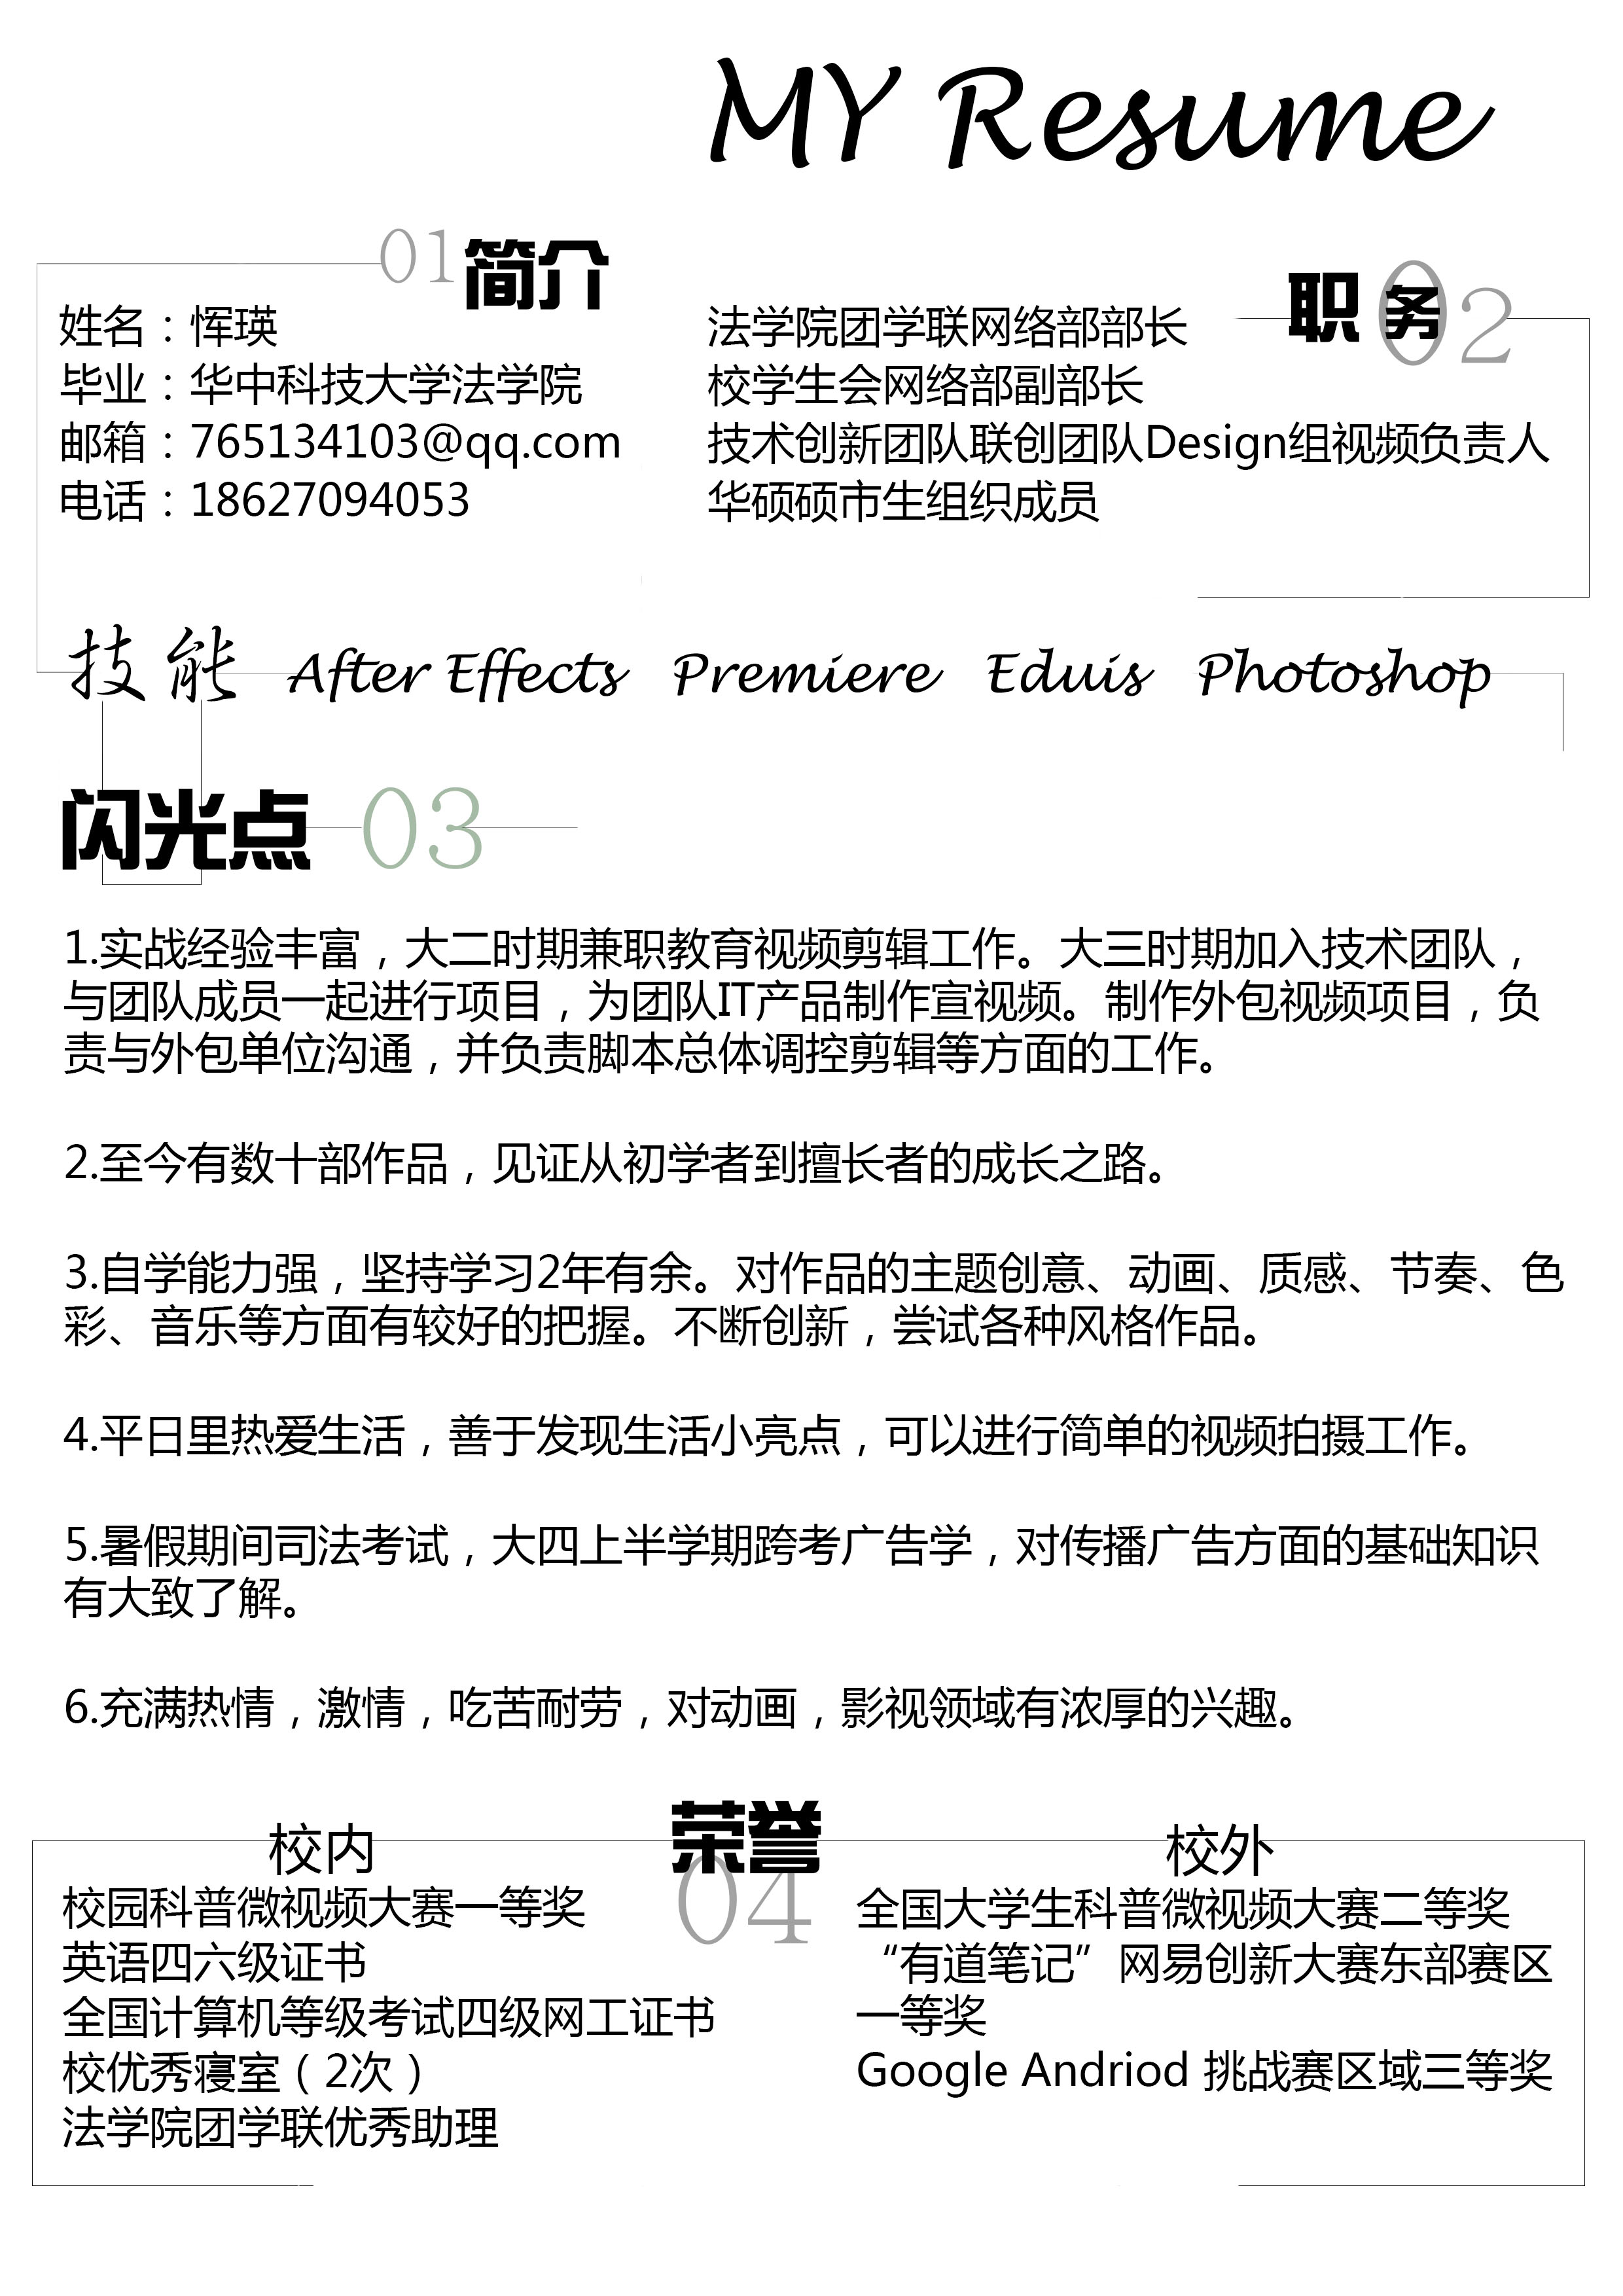 MY Resume
01 简介
姓名：恽瑛
毕业：华中科技大学法学院
邮箱：765134103@qq.com
电话：18627094053
职务 02
法学院团学联网络部部长
校学生会网络部副部长
技术创新团队联创团队Design组视频负责人
华硕硕市生组织成员
技能 After Effects Premiere Eduis Photoshop
闪光点 03
1.实战经验丰富，大二时期兼职教育视频剪辑工作。大三时期加入技术团队，
与团队成员一起进行项目，为团队IT产品制作宣视频。制作外包视频项目，负
责与外包单位沟通，并负责脚本总体调控剪辑等方面的工作。
2.至今有数十部作品，见证从初学者到擅长者的成长之路。
3.自学能力强，坚持学习2年有余。对作品的主题创意、动画、质感、节奏、色
彩、音乐等方面有较好的把握。不断创新，尝试各种风格作品。
4.平日里热爱生活，善于发现生活小亮点，可以进行简单的视频拍摄工作。
5.暑假期间司法考试，大四上半学期跨考广告学，对传播广告方面的基础知识
有大致了解。
6.充满热情，激情，吃苦耐劳，对动画，影视领域有浓厚的兴趣。
荣誉
04
校内
校园科普微视频大赛一等奖
英语四六级证书
全国计算机等级考试四级网工证书
校优秀寝室（2次）
法学院团学联优秀助理
校外
全国大学生科普微视频大赛二等奖
“有道笔记”网易创新大赛东部赛区
一等奖
Google Andriod 挑战赛区域三等奖